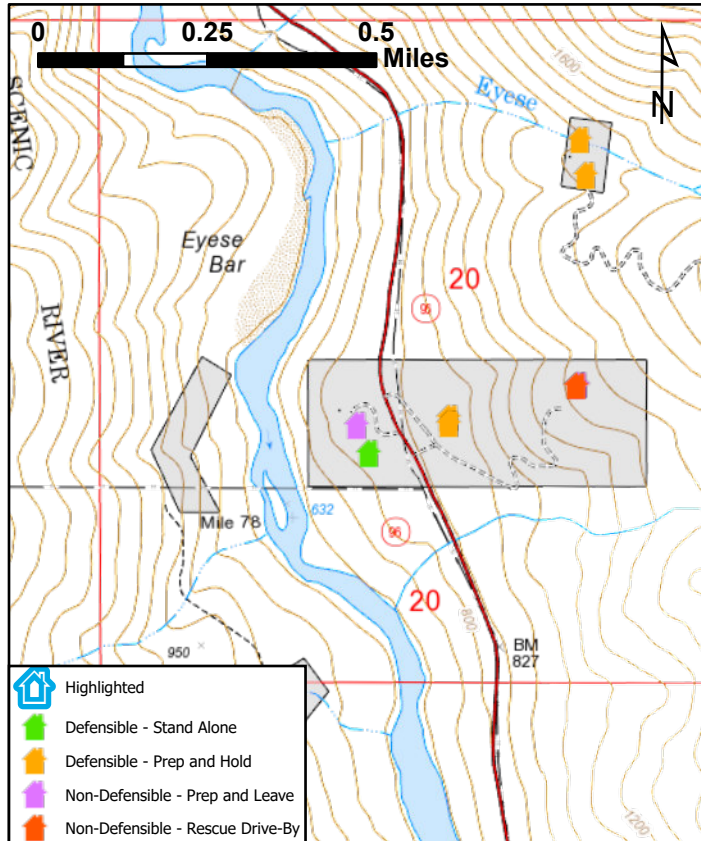 0 0.25 0.5
Miles
N
1600
SCENIC
Eyese
Eyese
Bar
20
96
RIVER
Mile 78
632
96
20
800
BM
827
950
Highlighted
Defensible - Stand Alone
Defensible - Prep and Hold
Non-Defensible - Prep and Leave
Non-Defensible - Rescue Drive-By
1200